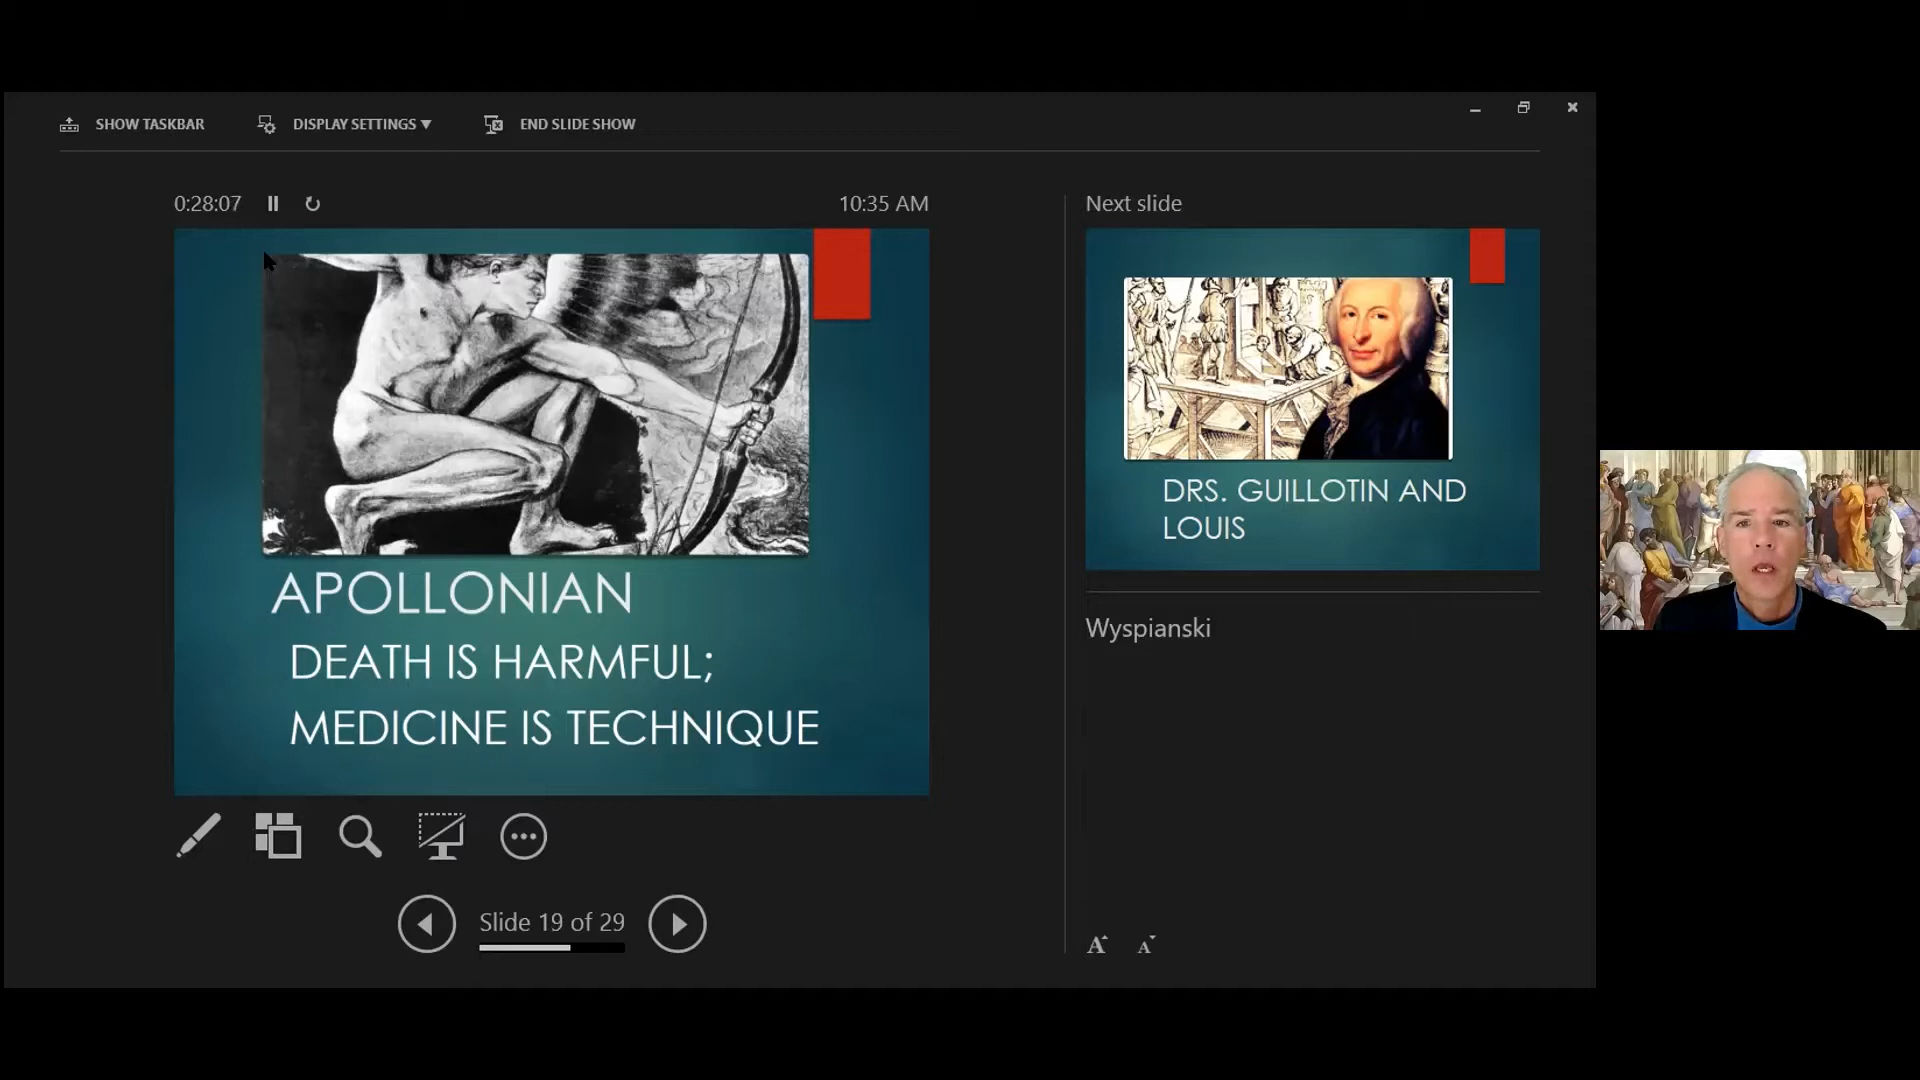 SHOW TASKBAR
DISPLAY SETTINGS
END SLIDE SHOW
0:28:07
10:35 AM
APOLLONIAN
DEATH IS HARMFUL;
MEDICINE IS TECHNIQUE
Slide 19 of 29
Next slide
DRS. GUILLOTIN AND
LOUIS
Wyspianski
A A